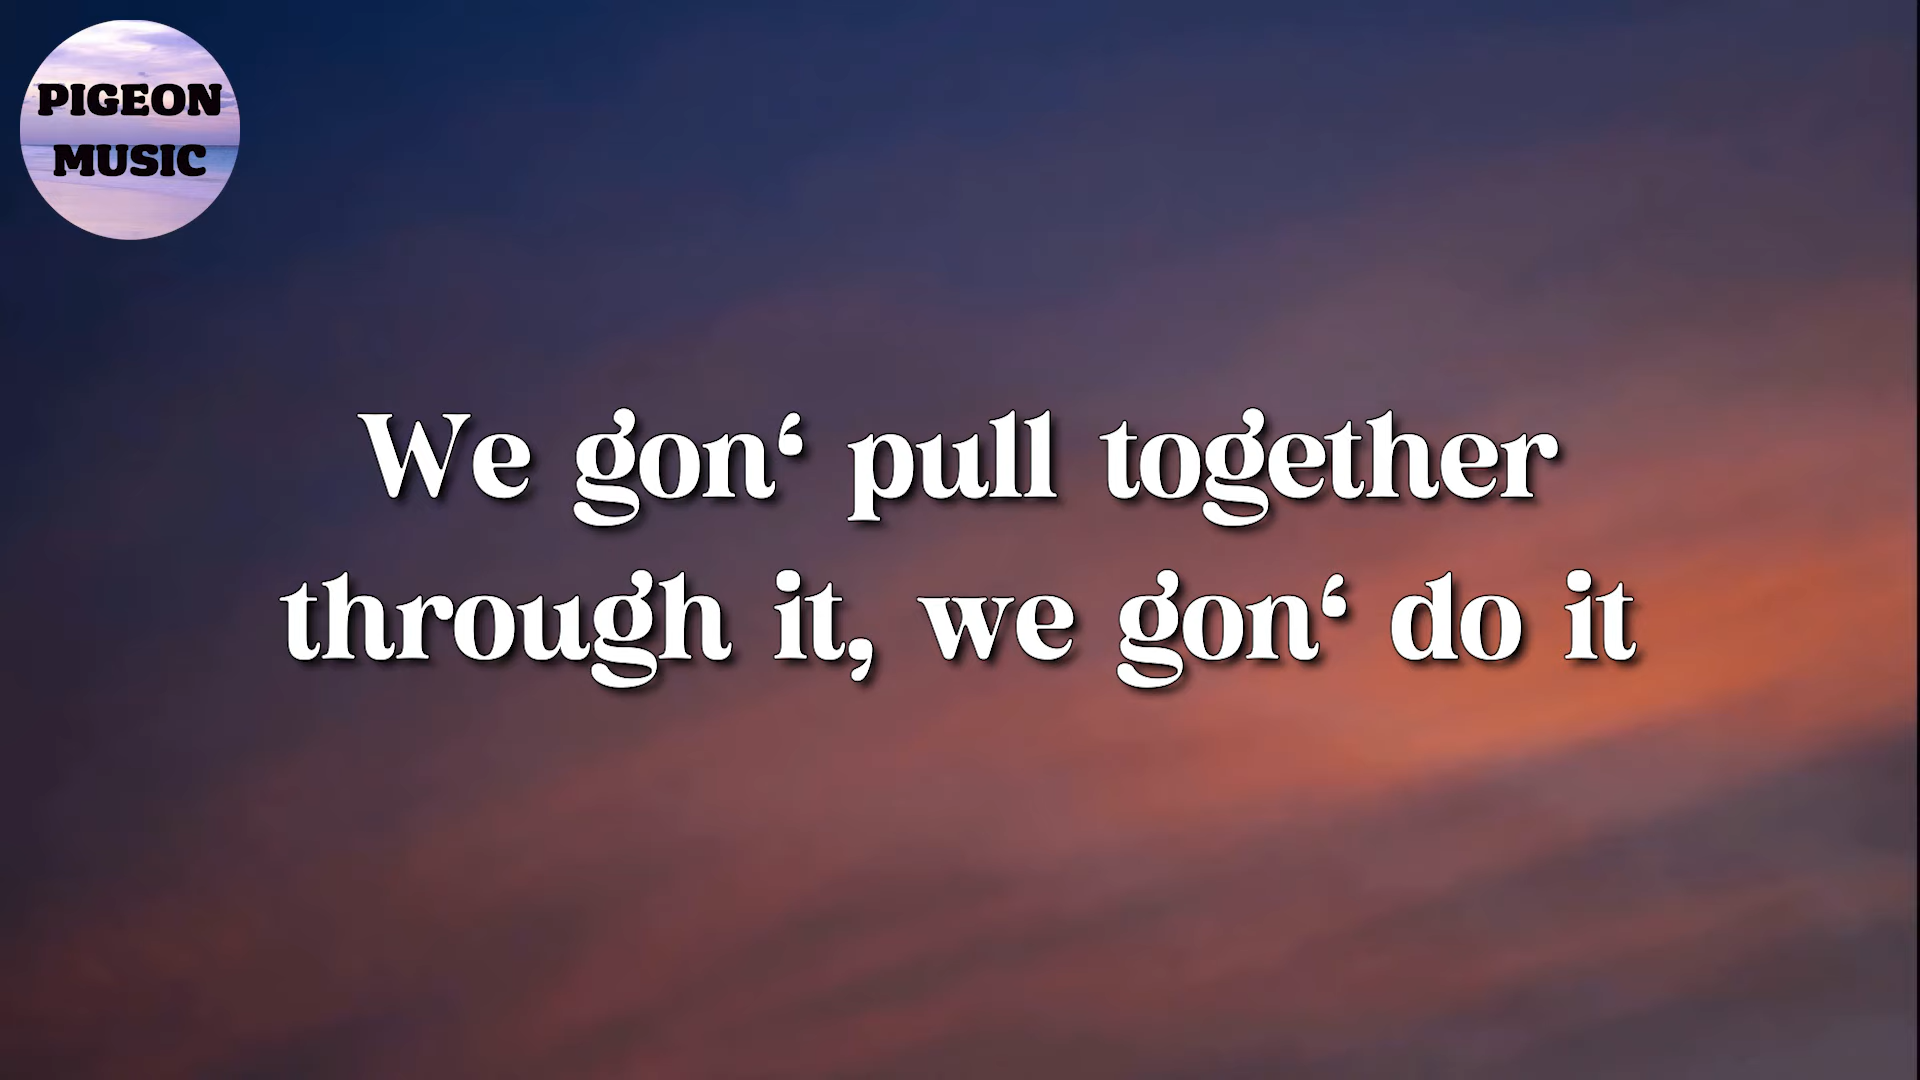 PIGEON
MUSIC
We gon‘ pull together
through it, we gon‘ do it